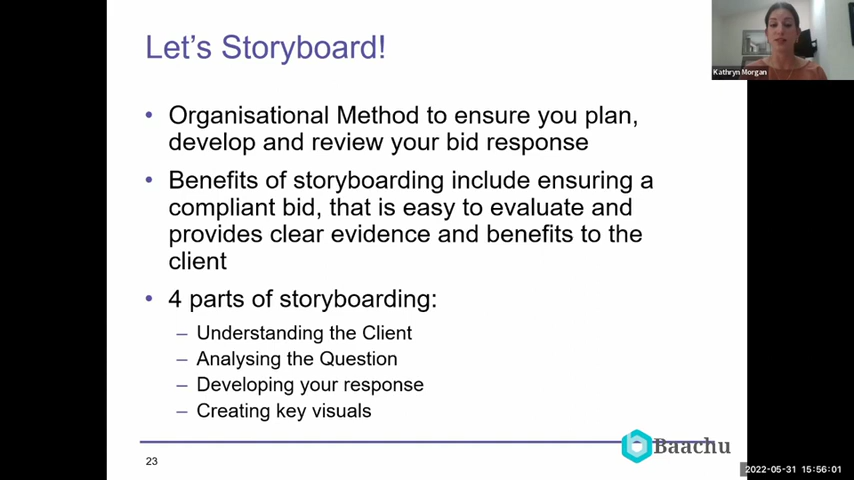 Let's Storyboard!
Kathryn Morgan
• Organisational Method to ensure you plan,
develop and review your bid response
• Benefits of storyboarding include ensuring a
compliant bid, that is easy to evaluate and
provides clear evidence and benefits to the
client
• 4 parts of storyboarding:
– Understanding the Client
– Analysing the Question
– Developing your response
– Creating key visuals
Baachu
23
2022-05-31 15:56:01